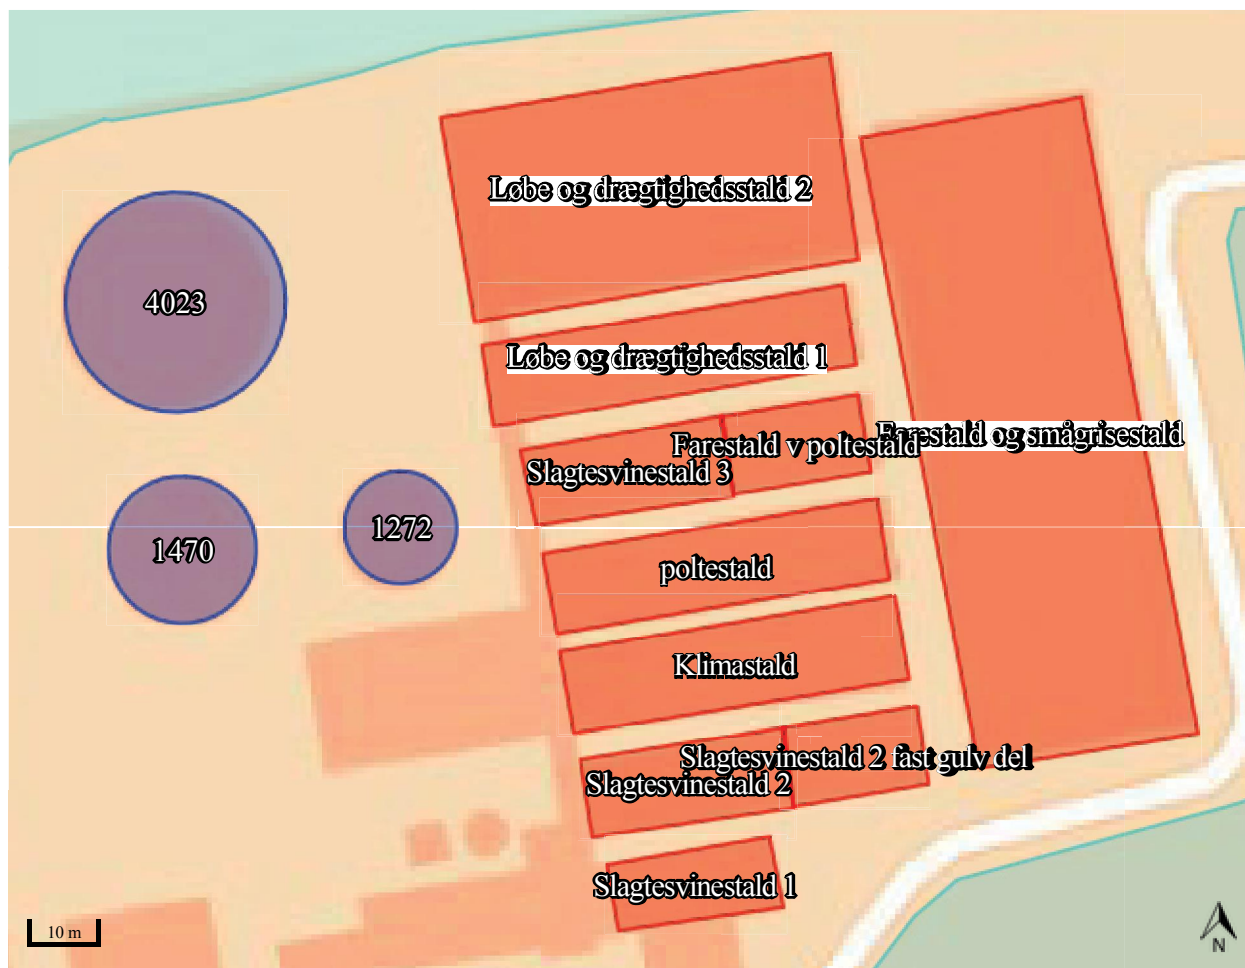 Løbe og drægtighedsstald 2
4023
Løbe og drægtighedsstald 1
Farestald og smågrisestald
Farestald v poltestald
Slagtesvinestald 3
1272
1470
poltestald
Klimastald
Slagtesvinestald 2 fast gulv del
Slagtesvinestald 2
Slagtesvinestald 1
10 m
N